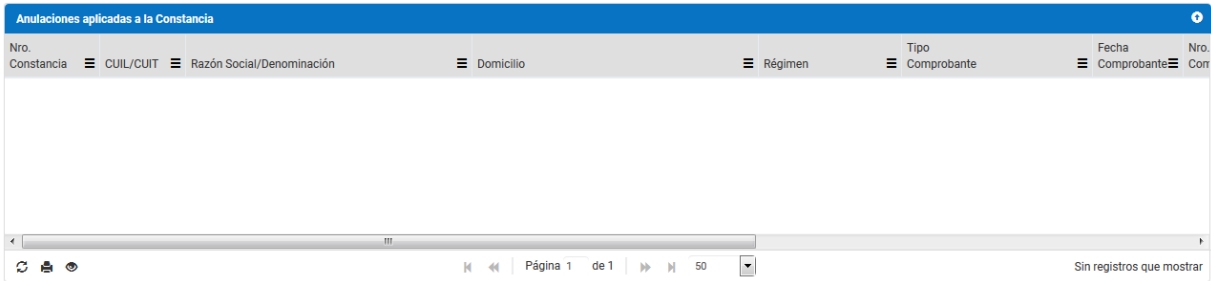 Anulaciones aplicadas a la Constancia
Nro. Constancia CUIL/CUIT Razón Social/Denominación Domicilio Régimen Tipo Comprobante Fecha Comprobante Nro.
Página 1 de 1 50 Sin registros que mostrar